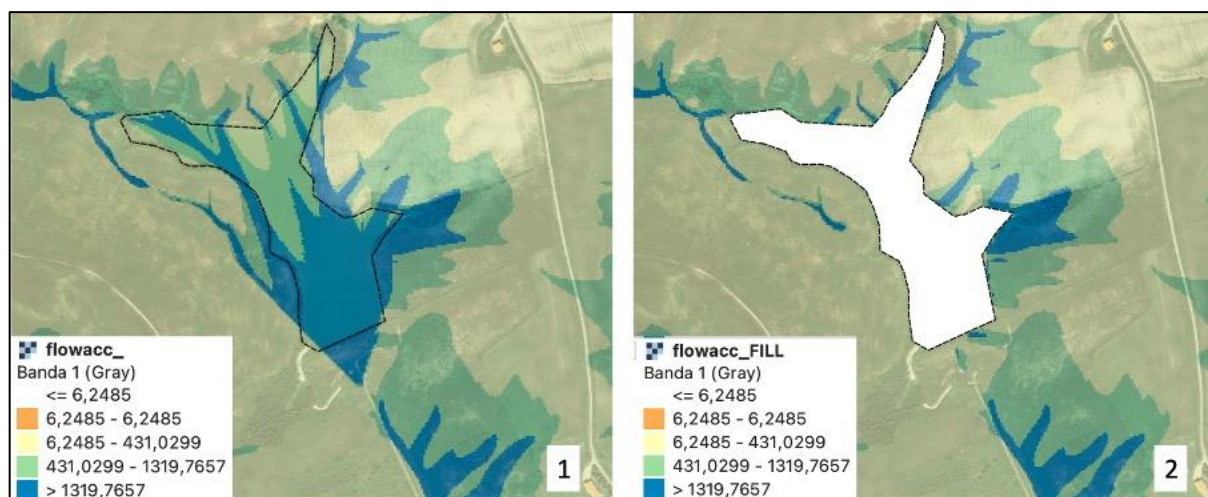 flowacc_
Banda 1 (Gray)
<= 6,2485
6,2485 - 6,2485
6,2485 - 431,0299
431,0299 - 1319,7657
> 1319,7657
1
flowacc_FILL
Banda 1 (Gray)
<= 6,2485
6,2485 - 6,2485
6,2485 - 431,0299
431,0299 - 1319,7657
> 1319,7657
2